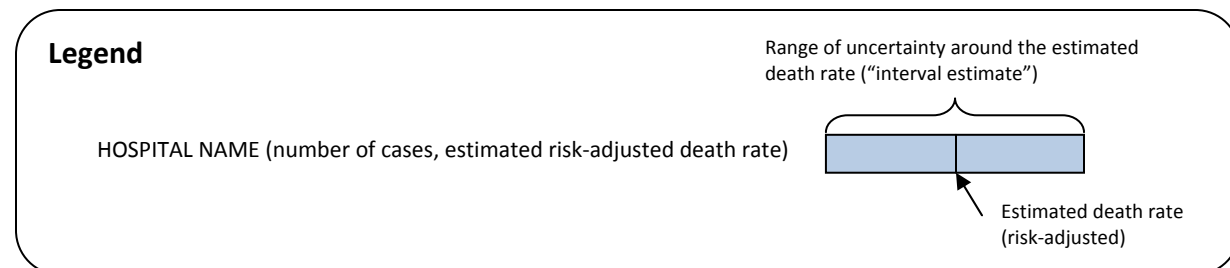 Legend
Range of uncertainty around the estimated
death rate (“interval estimate”)
HOSPITAL NAME (number of cases, estimated risk-adjusted death rate)
Estimated death rate
(risk-adjusted)